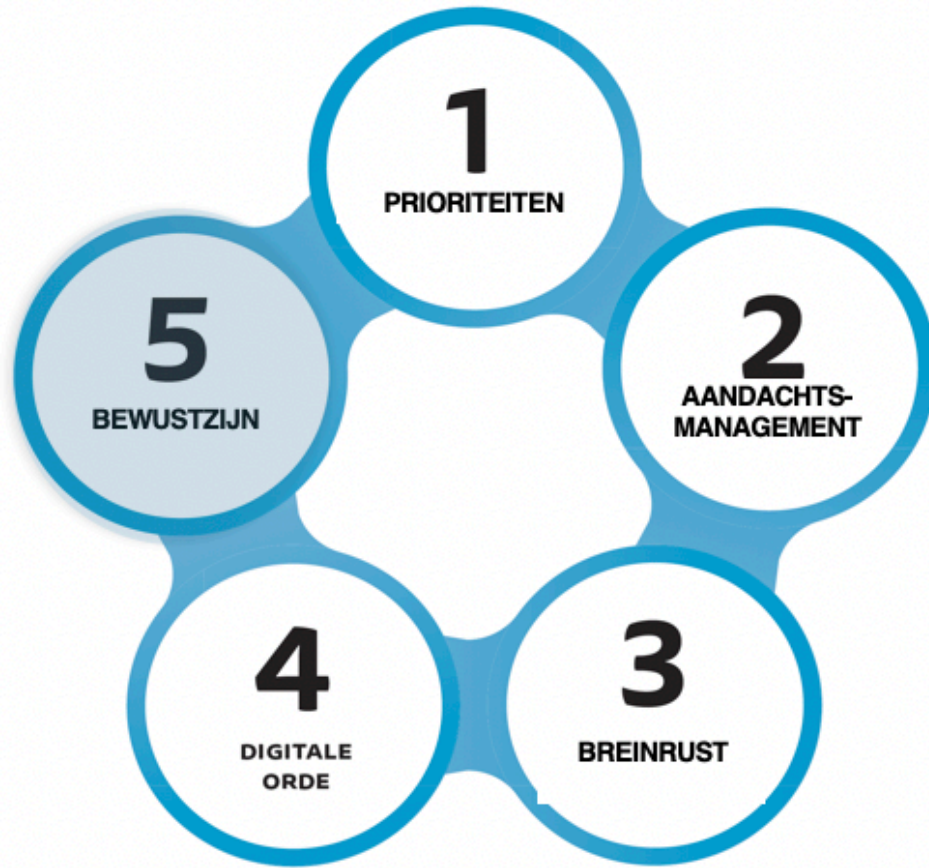 1
PRIORITEITEN
2
AANDACHTS-
MANAGEMENT
3
BREINRUST
4
DIGITALE
ORDE
5
BEWUSTZIJN